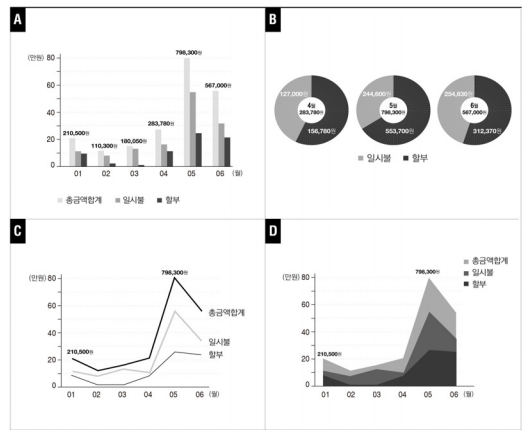 A
(만원)
80
60
40
20
0
210,500원
110,300원
180,050원
283,780원
798,300원
567,000원
01 02 03 04 05 06 (월)
총금액합계 일시불 할부
B
127,000원
4월
283,780원
156,780원
244,600원
5월
798,300원
553,700원
254,630원
6월
567,000원
312,370원
일시불 할부
C
(만원)
80
60
40
20
0
210,500원
798,300원
총금액합계
일시불
할부
01 02 03 04 05 06 (월)
D
(만원)
80
60
40
20
0
210,500원
798,300원
총금액합계
일시불
할부
01 02 03 04 05 06 (월)